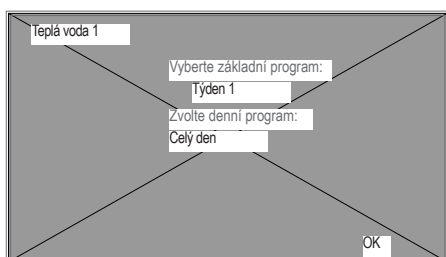 Teplá voda 1
Vyberte základní program:
Týden 1
Zvolte denní program:
Celý den
OK